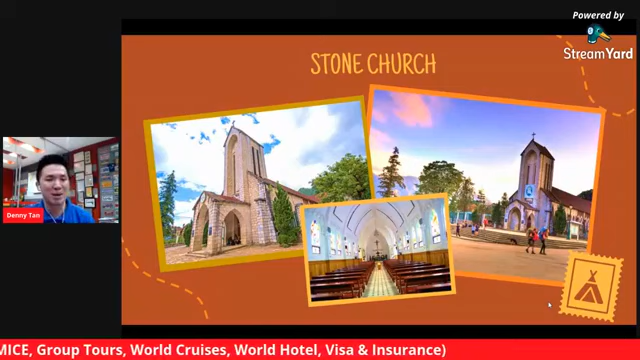 Powered by
StreamYard
STONE CHURCH
Denny Tan
MICE, Group Tours, World Cruises, World Hotel, Visa & Insurance)